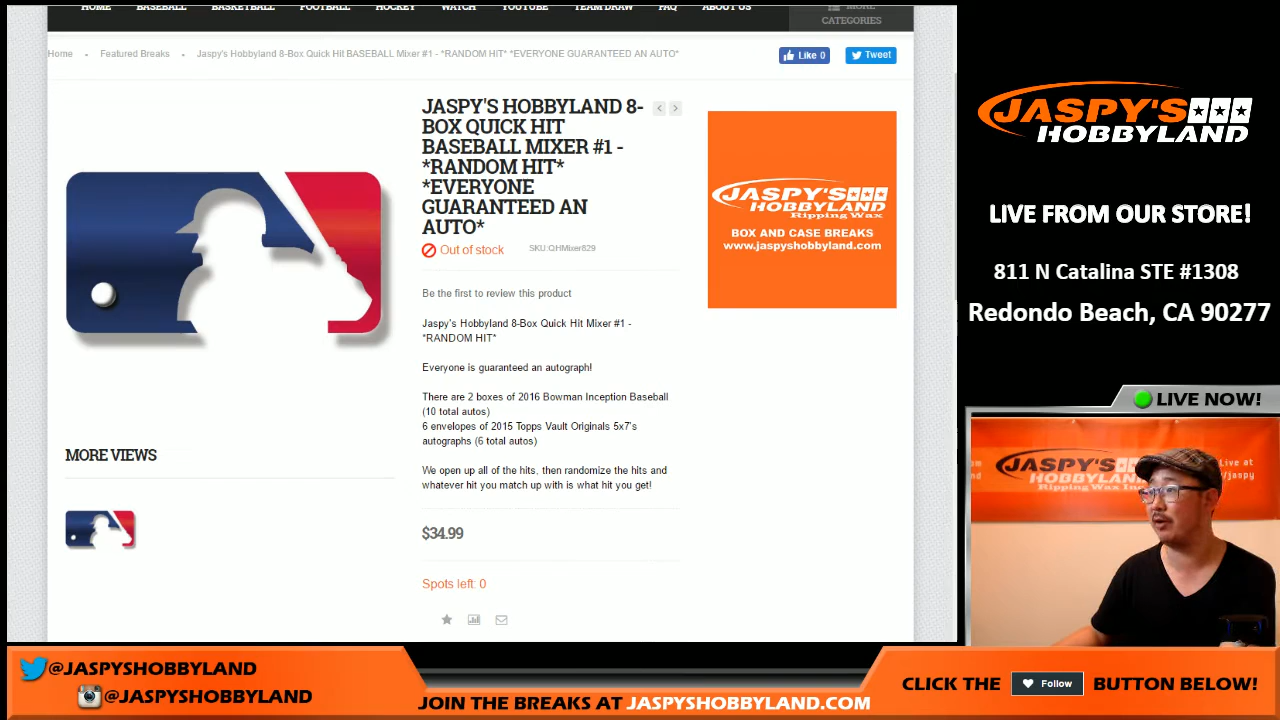 HOME BASEBALL BASKETBALL FOOTBALL HOCKEY WATCH YOUTUBE TEAM DRAW FAQ ABOUT US
MORE
CATEGORIES
Home - Featured Breaks - Jaspy's Hobbyland 8-Box Quick Hit BASEBALL Mixer #1 - *RANDOM HIT* *EVERYONE GUARANTEED AN AUTO*
Like 0
Tweet
JASPY'S HOBBYLAND 8-
BOX QUICK HIT
BASEBALL MIXER #1 -
*RANDOM HIT*
*EVERYONE
GUARANTEED AN
AUTO*
Out of stock
SKU:QHMixer629
Be the first to review this product
Jaspy's Hobbyland 8-Box Quick Hit Mixer #1 -
*RANDOM HIT*
Everyone is guaranteed an autograph!
There are 2 boxes of 2016 Bowman Inception Baseball
(10 total autos)
6 envelopes of 2015 Topps Vault Originals 5x7's
autographs (6 total autos)
We open up all of the hits, then randomize the hits and
whatever hit you match up with is what hit you get!
$34.99
Spots left: 0
MORE VIEWS
JASPY'S
HOBBYLAND
Ripping Wax
BOX AND CASE BREAKS
www.jaspyshobbyland.com
JASPY'S
HOBBYLAND
LIVE FROM OUR STORE!
811 N Catalina STE #1308
Redondo Beach, CA 90277
LIVE NOW!
JASPY'S
HOBBYLAND
Ripping Wax
Live at
@JASPYSHOBBYLAND
@JASPYSHOBBYLAND
JOIN THE BREAKS AT JASPYSHOBBYLAND.COM
CLICK THE Follow BUTTON BELOW!